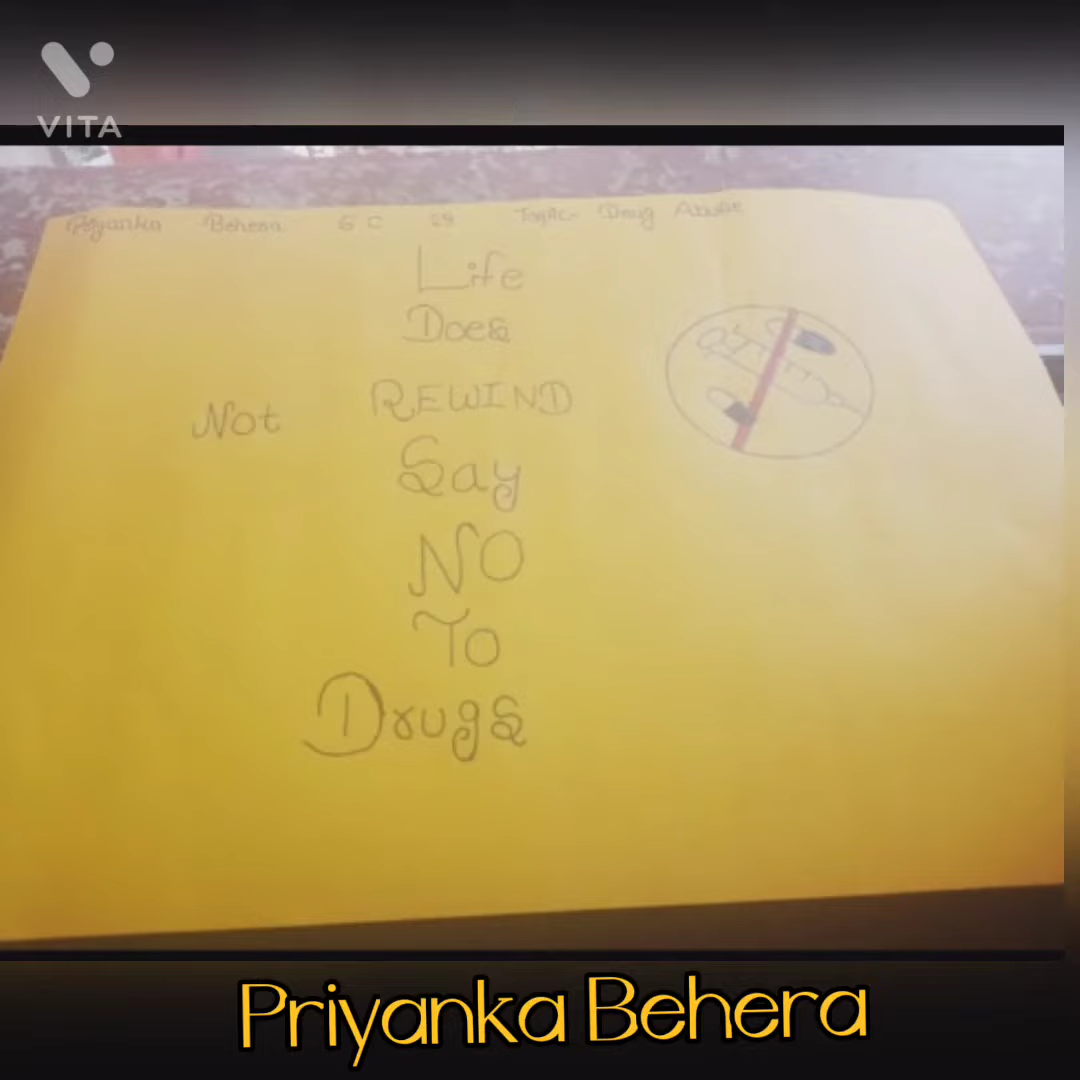 VITA
Priyanka Behera 6 C 29 Topic- Drug Abuse
Life
Does
Not REWIND
Say
NO
To
Drugs
Priyanka Behera